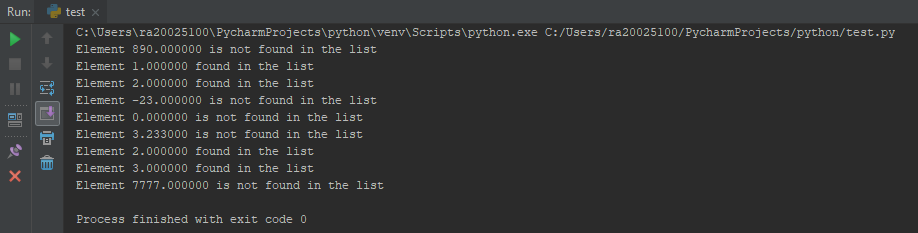 Run: test
C:\Users\ra20025100\PycharmProjects\python\venv\Scripts\python.exe C:/Users/ra20025100/PycharmProjects/python/test.py
Element 890.000000 is not found in the list
Element 1.000000 found in the list
Element 2.000000 found in the list
Element -23.000000 is not found in the list
Element 0.000000 is not found in the list
Element 3.233000 is not found in the list
Element 2.000000 found in the list
Element 3.000000 found in the list
Element 7777.000000 is not found in the list
Process finished with exit code 0